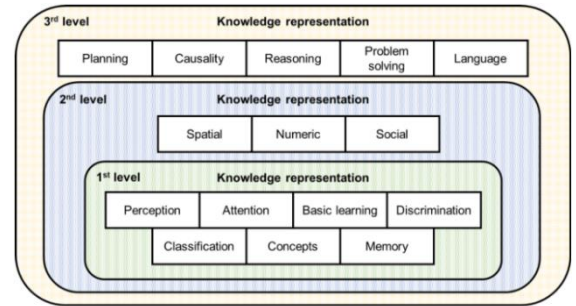 3rd level Knowledge representation
Planning Causality Reasoning Problem solving Language
2nd level Knowledge representation
Spatial Numeric Social
1st level Knowledge representation
Perception Attention Basic learning Discrimination
Classification Concepts Memory